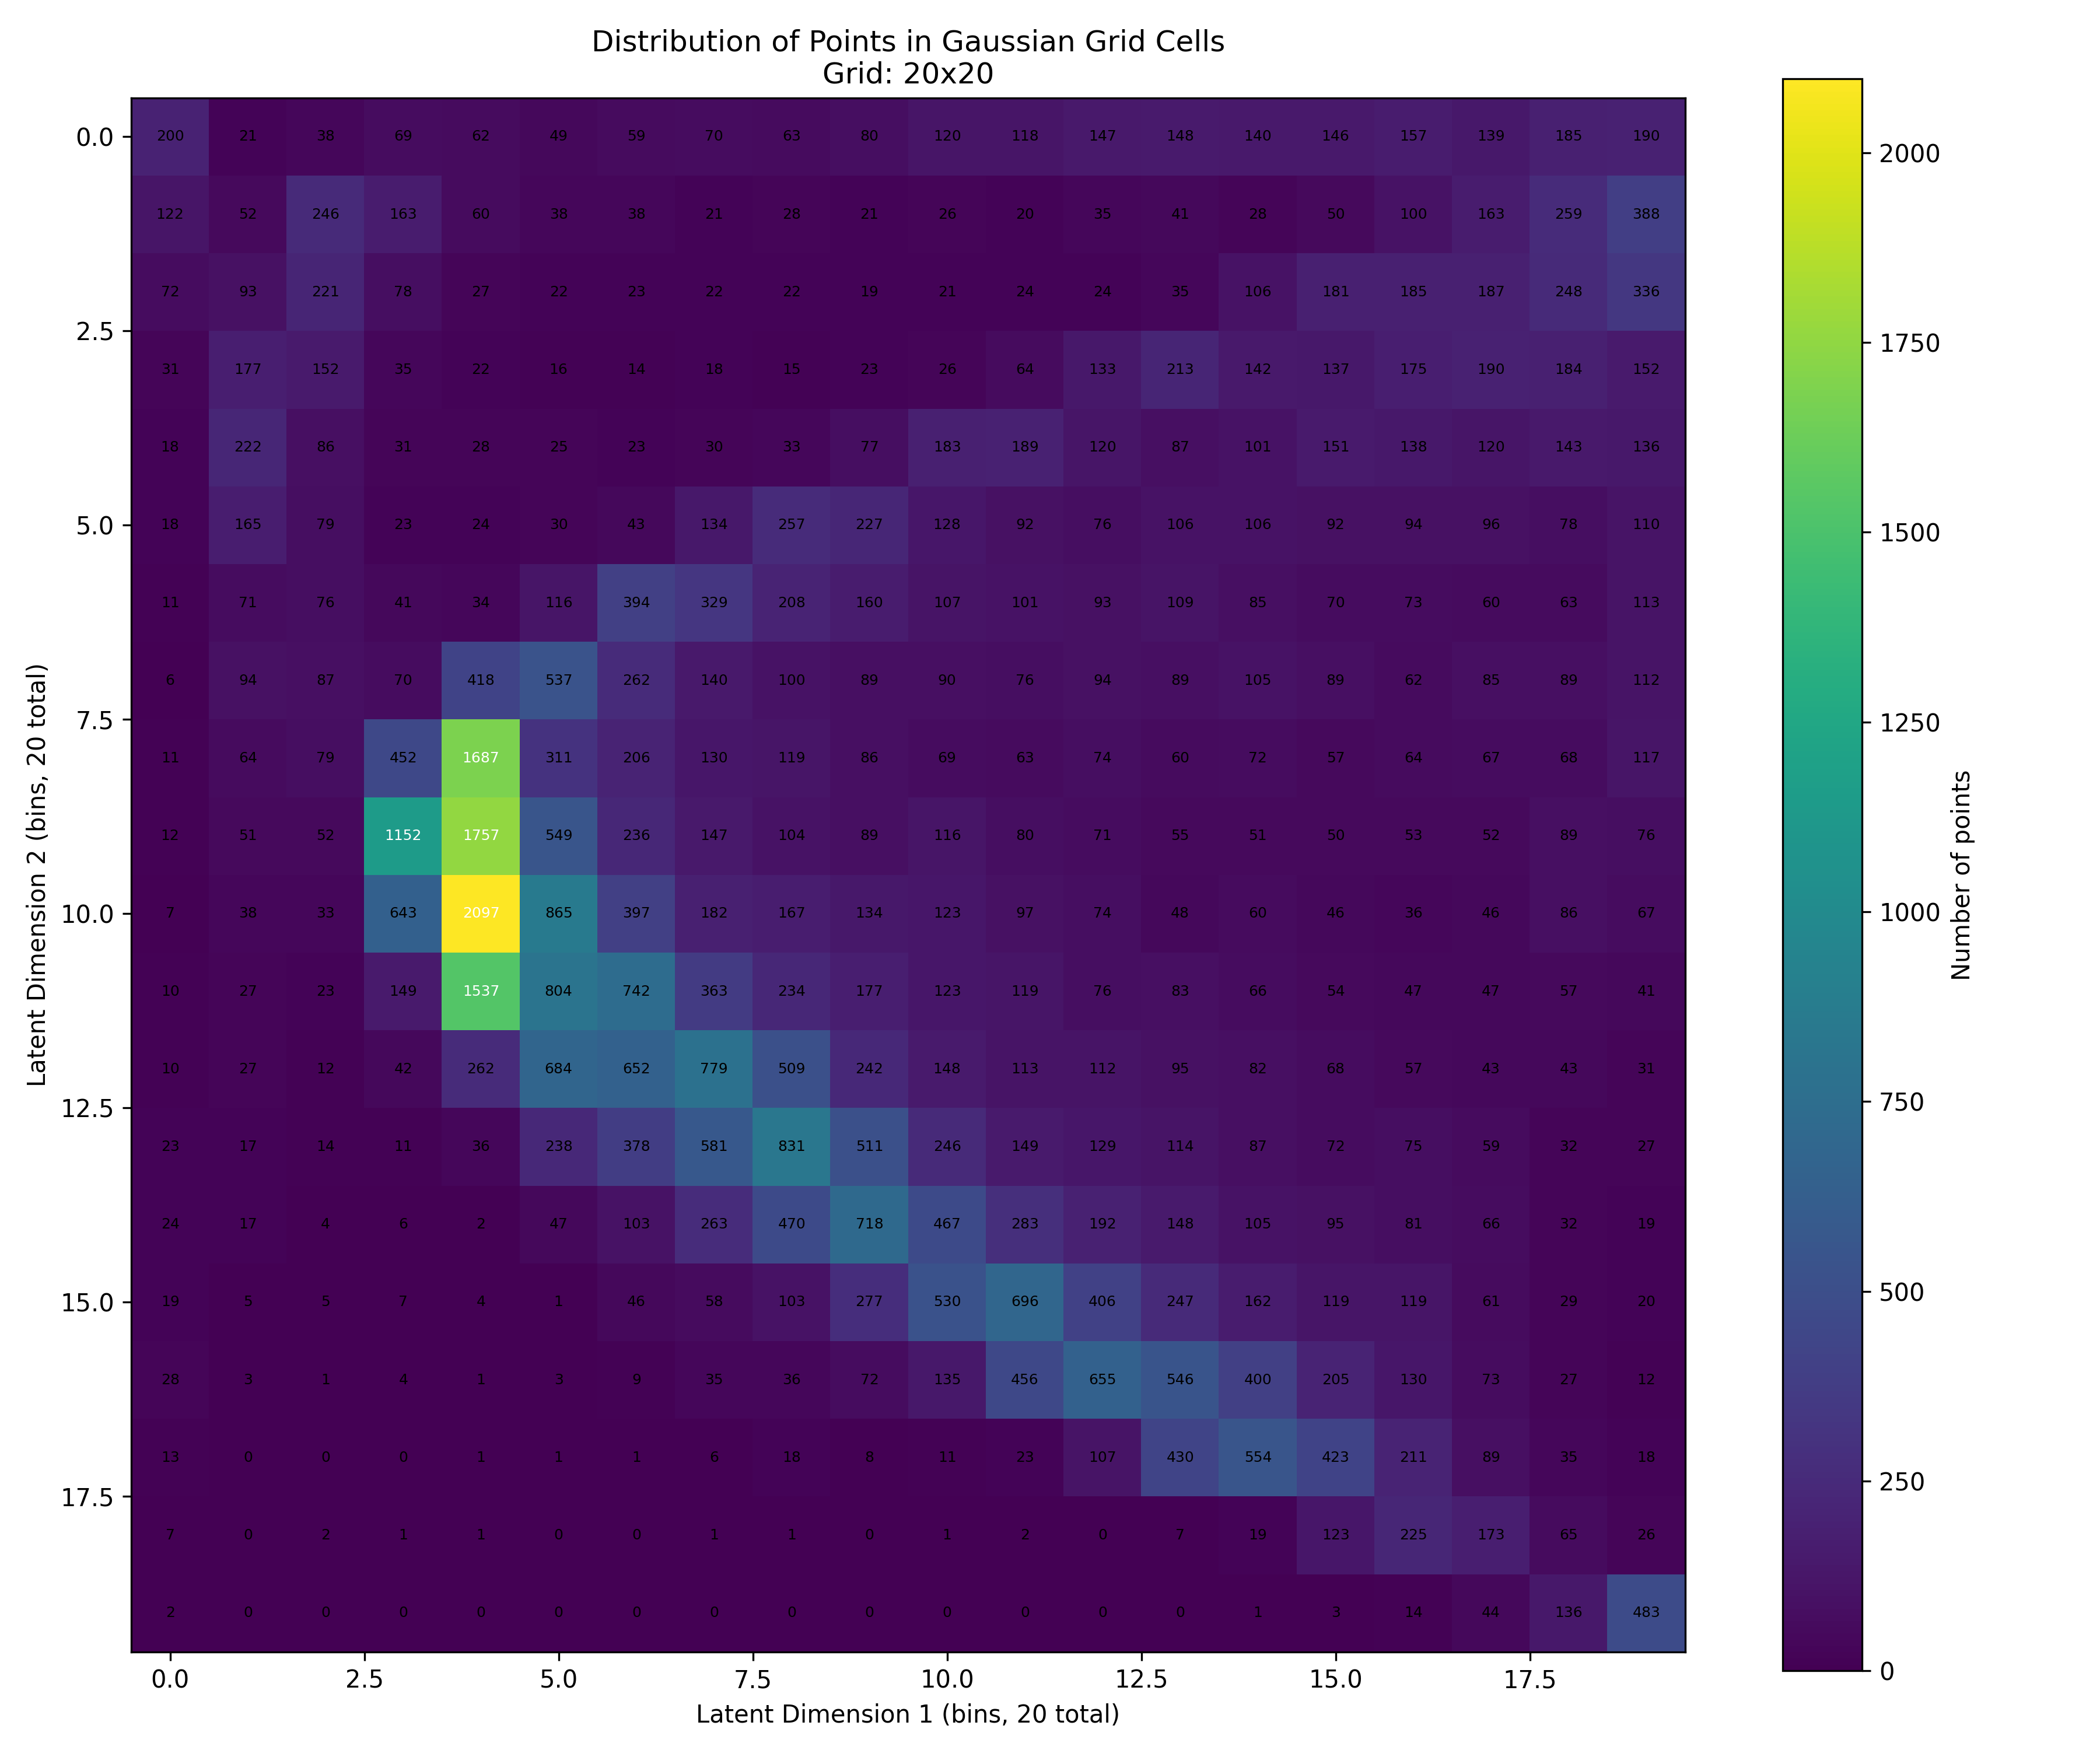 Distribution of Points in Gaussian Grid Cells
Grid: 20x20
0.0 200 21 38 69 62 49 59 70 63 80 120 118 147 148 140 146 157 139 185 190
122 52 246 163 60 38 38 21 28 21 26 20 35 41 28 50 100 163 259 388
72 93 221 78 27 22 23 22 22 19 21 24 24 35 106 181 185 187 248 336
2.5
31 177 152 35 22 16 14 18 15 23 26 64 133 213 142 137 175 190 184 152
18 222 86 31 28 25 23 30 33 77 183 189 120 87 101 151 138 120 143 136
5.0 18 165 79 23 24 30 43 134 257 227 128 92 76 106 106 92 94 96 78 110
11 71 76 41 34 116 394 329 208 160 107 101 93 109 85 70 73 60 63 113
6 94 87 70 418 537 262 140 100 89 90 76 94 89 105 89 62 85 89 112
7.5
11 64 79 452 1687 311 206 130 119 86 69 63 74 60 72 57 64 67 68 117
12 51 52 1152 1757 549 236 147 104 89 116 80 71 55 51 50 53 52 89 76
10.0 7 38 33 643 2097 865 397 182 167 134 123 97 74 48 60 46 36 46 86 67
10 27 23 149 1537 804 742 363 234 177 123 119 76 83 66 54 47 47 57 41
10 27 12 42 262 684 652 779 509 242 148 113 112 95 82 68 57 43 43 31
12.5
23 17 14 11 36 238 378 581 831 511 246 149 129 114 87 72 75 59 32 27
24 17 4 6 2 47 103 263 470 718 467 283 192 148 105 95 81 66 32 19
15.0 19 5 5 7 4 1 46 58 103 277 530 696 406 247 162 119 119 61 29 20
28 3 1 4 1 3 9 35 36 72 135 456 655 546 400 205 130 73 27 12
13 0 0 0 1 1 1 6 18 8 11 23 107 430 554 423 211 89 35 18
17.5
7 0 2 1 1 0 0 1 1 0 1 2 0 7 19 123 225 173 65 26
2 0 0 0 0 0 0 0 0 0 0 0 0 0 1 3 14 44 136 483
0.0 2.5 5.0 7.5 10.0 12.5 15.0 17.5
Latent Dimension 1 (bins, 20 total)
Latent Dimension 2 (bins, 20 total)
2000
1750
1500
1250
1000
750
500
250
0
Number of points